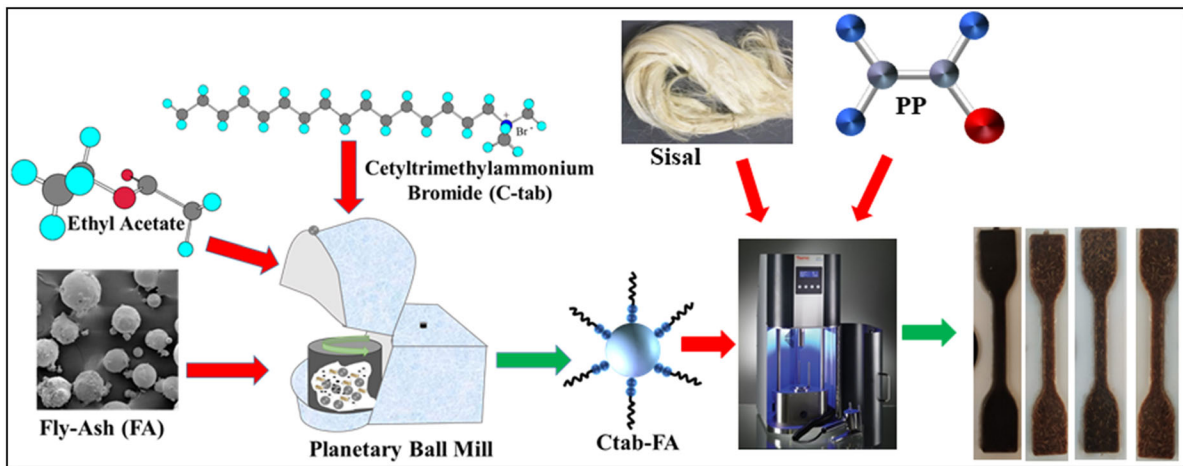 Sisal
PP
Br
+
Cetyltrimethylammonium
Bromide (C-tab)
Ethyl Acetate
Fly-Ash (FA)
Planetary Ball Mill
Ctab-FA